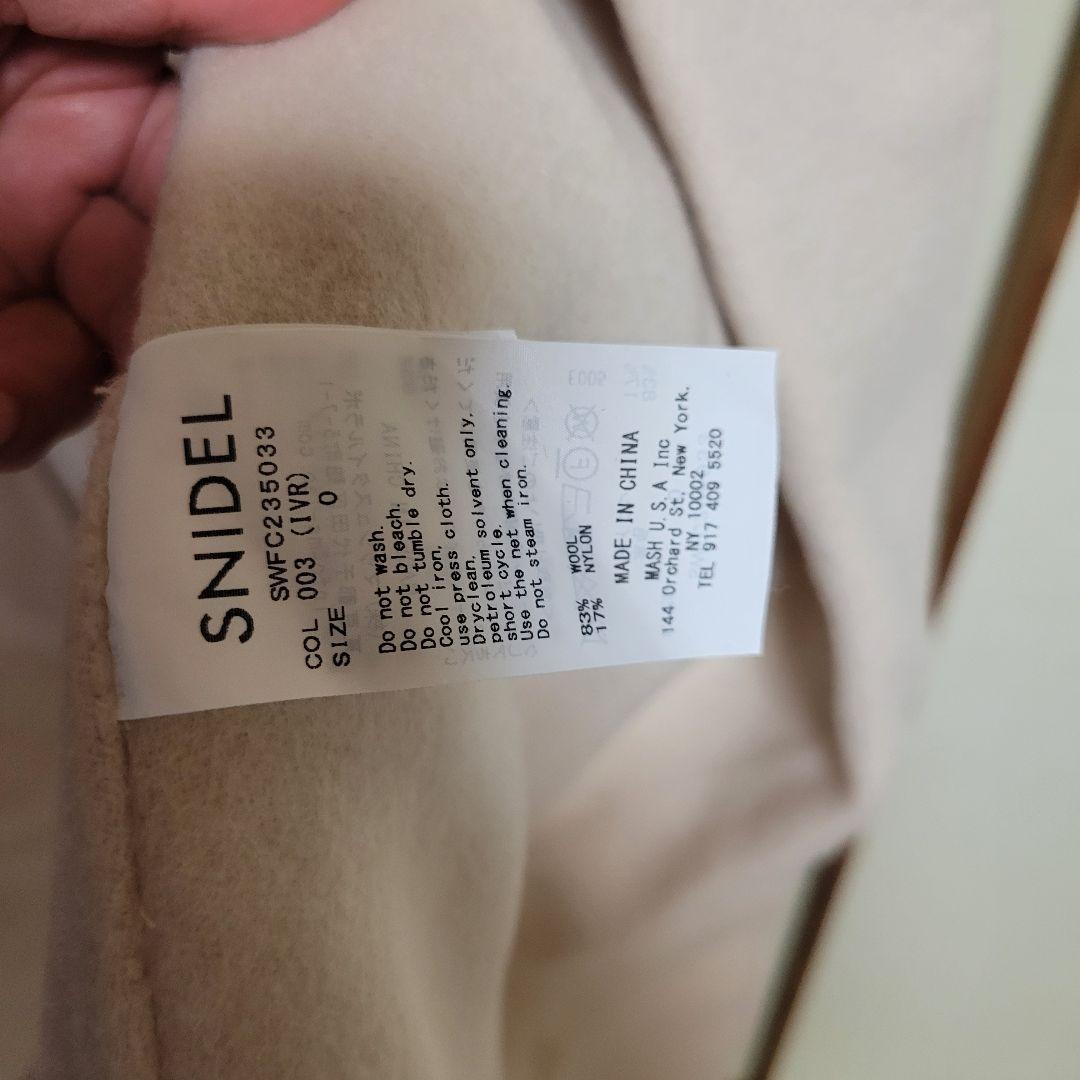 SNIDEL
SWFC235033
COL 003 (IVR)
SIZE 0
Do not wash.
Do not bleach.
Do not tumble dry.
Cool iron,
use press cloth.
Dryclean.
petroleum solvent only.
short cycle.
Use the net when cleaning.
Do not steam iron.
83% WOOL
17% NYLON
MADE IN CHINA
MASH U.S.A Inc
144 Orchard St, New York.
NY 10002
TEL 917 409 5520